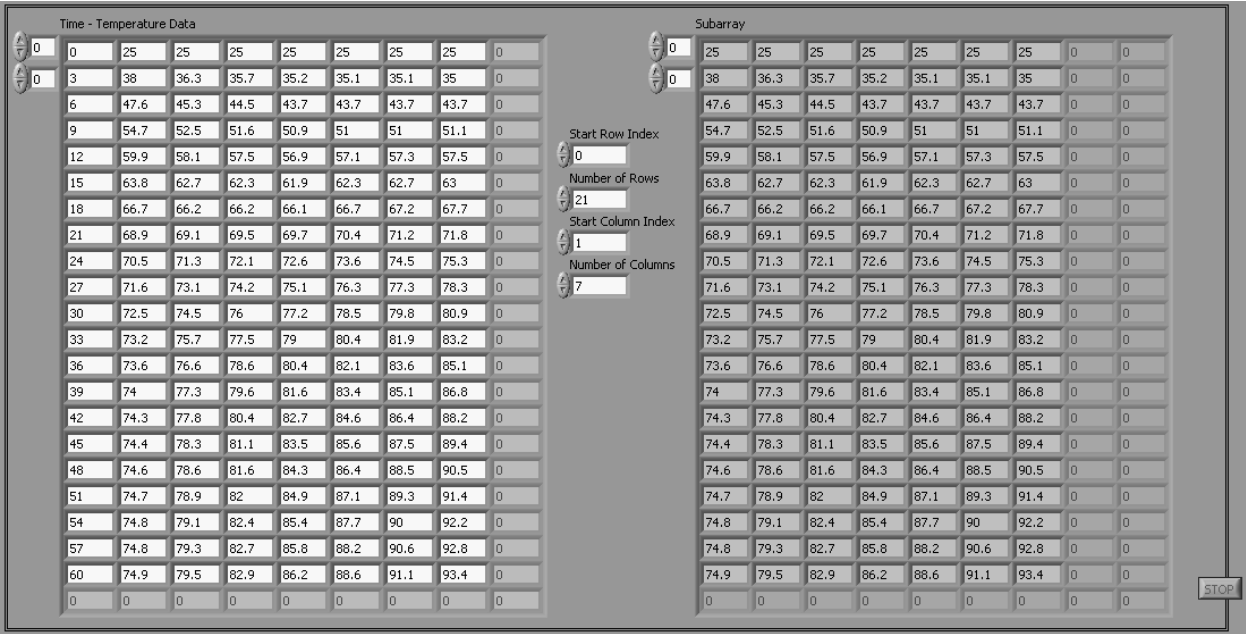 Time - Temperature Data Subarray
0 0 25 25 25 25 25 25 25 0 0 25 25 25 25 25 25 25 0 0
0 3 38 36.3 35.7 35.2 35.1 35.1 35 0 0 38 36.3 35.7 35.2 35.1 35.1 35 0 0
6 47.6 45.3 44.5 43.7 43.7 43.7 43.7 0 47.6 45.3 44.5 43.7 43.7 43.7 43.7 0 0
9 54.7 52.5 51.6 50.9 51 51 51.1 0 54.7 52.5 51.6 50.9 51 51 51.1 0 0
Start Row Index
12 59.9 58.1 57.5 56.9 57.1 57.3 57.5 0 0 59.9 58.1 57.5 56.9 57.1 57.3 57.5 0 0
Number of Rows
15 63.8 62.7 62.3 61.9 62.3 62.7 63 0 63.8 62.7 62.3 61.9 62.3 62.7 63 0 0
18 66.7 66.2 66.2 66.1 66.7 67.2 67.7 0 21 66.7 66.2 66.2 66.1 66.7 67.2 67.7 0 0
Start Column Index
21 68.9 69.1 69.5 69.7 70.4 71.2 71.8 0 1 68.9 69.1 69.5 69.7 70.4 71.2 71.8 0 0
Number of Columns
24 70.5 71.3 72.1 72.6 73.6 74.5 75.3 0 70.5 71.3 72.1 72.6 73.6 74.5 75.3 0 0
27 71.6 73.1 74.2 75.1 76.3 77.3 78.3 0 7 71.6 73.1 74.2 75.1 76.3 77.3 78.3 0 0
30 72.5 74.5 76 77.2 78.5 79.8 80.9 0 72.5 74.5 76 77.2 78.5 79.8 80.9 0 0
33 73.2 75.7 77.5 79 80.4 81.9 83.2 0 73.2 75.7 77.5 79 80.4 81.9 83.2 0 0
36 73.6 76.6 78.6 80.4 82.1 83.6 85.1 0 73.6 76.6 78.6 80.4 82.1 83.6 85.1 0 0
39 74 77.3 79.6 81.6 83.4 85.1 86.8 0 74 77.3 79.6 81.6 83.4 85.1 86.8 0 0
42 74.3 77.8 80.4 82.7 84.6 86.4 88.2 0 74.3 77.8 80.4 82.7 84.6 86.4 88.2 0 0
45 74.4 78.3 81.1 83.5 85.6 87.5 89.4 0 74.4 78.3 81.1 83.5 85.6 87.5 89.4 0 0
48 74.6 78.6 81.6 84.3 86.4 88.5 90.5 0 74.6 78.6 81.6 84.3 86.4 88.5 90.5 0 0
51 74.7 78.9 82 84.9 87.1 89.3 91.4 0 74.7 78.9 82 84.9 87.1 89.3 91.4 0 0
54 74.8 79.1 82.4 85.4 87.7 90 92.2 0 74.8 79.1 82.4 85.4 87.7 90 92.2 0 0
57 74.8 79.3 82.7 85.8 88.2 90.6 92.8 0 74.8 79.3 82.7 85.8 88.2 90.6 92.8 0 0
60 74.9 79.5 82.9 86.2 88.6 91.1 93.4 0 74.9 79.5 82.9 86.2 88.6 91.1 93.4 0 0
0 0 0 0 0 0 0 0 0 0 0 0 0 0 0 0 0 0
STOP